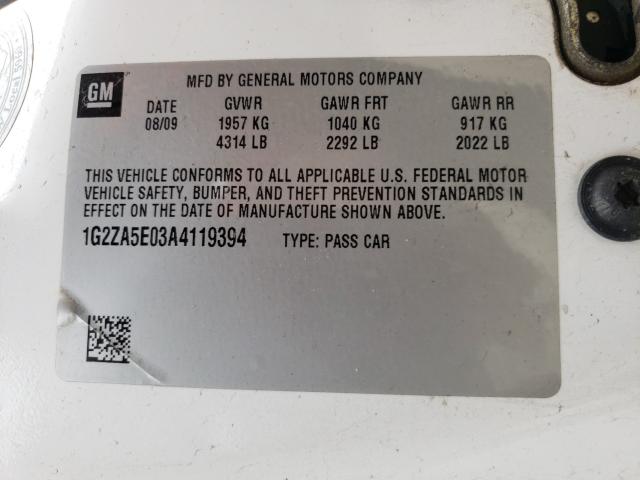 GM
MFD BY GENERAL MOTORS COMPANY
DATE GVWR GAWR FRT GAWR RR
08/09 1957 KG 1040 KG 917 KG
4314 LB 2292 LB 2022 LB
THIS VEHICLE CONFORMS TO ALL APPLICABLE U.S. FEDERAL MOTOR
VEHICLE SAFETY, BUMPER, AND THEFT PREVENTION STANDARDS IN
EFFECT ON THE DATE OF MANUFACTURE SHOWN ABOVE.
1G2ZA5E03A4119394 TYPE: PASS CAR